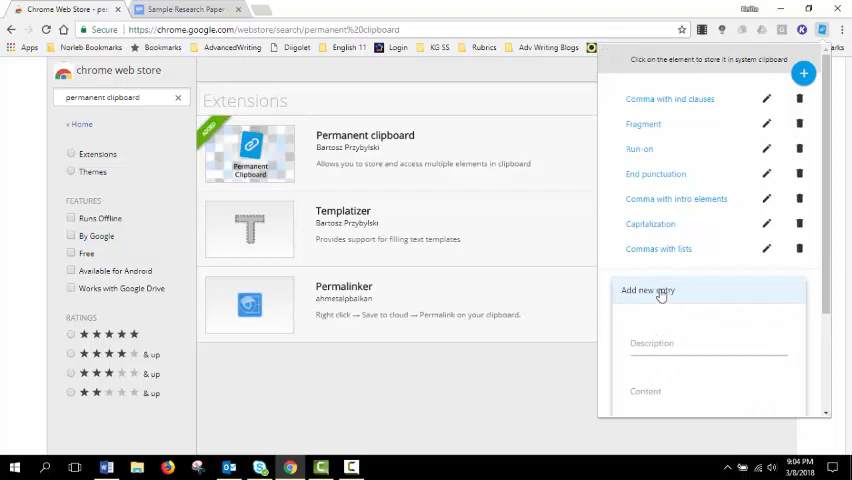 Chrome Web Store - perm
Sample Research Paper
Secure
https://chrome.google.com/webstore/search/permanent%20clipboard
Apps
Norleb Bookmarks
Bookmarks
AdvancedWriting
Diigolet
English 11
Login
KG SS
Rubrics
Adv Writing Blogs
chrome web store
permanent clipboard
« Home
Extensions
Themes
FEATURES
Runs Offline
By Google
Free
Available for Android
Works with Google Drive
RATINGS
& up
& up
& up
Extensions
ADDED
Permanent Clipboard
Permanent clipboard
Bartosz Przybylski
Allows you to store and access multiple elements in clipboard
Templatizer
Bartosz Przybylski
Provides support for filling text templates
Permalinker
ahmetalpbalkan
Right click → Save to cloud → Permalink on your clipboard.
Click on the element to store it in system clipboard
Comma with ind clauses
Fragment
Run-on
End punctuation
Comma with intro elements
Capitalization
Commas with lists
Add new entry
Description
Content
9:04 PM
3/8/2018